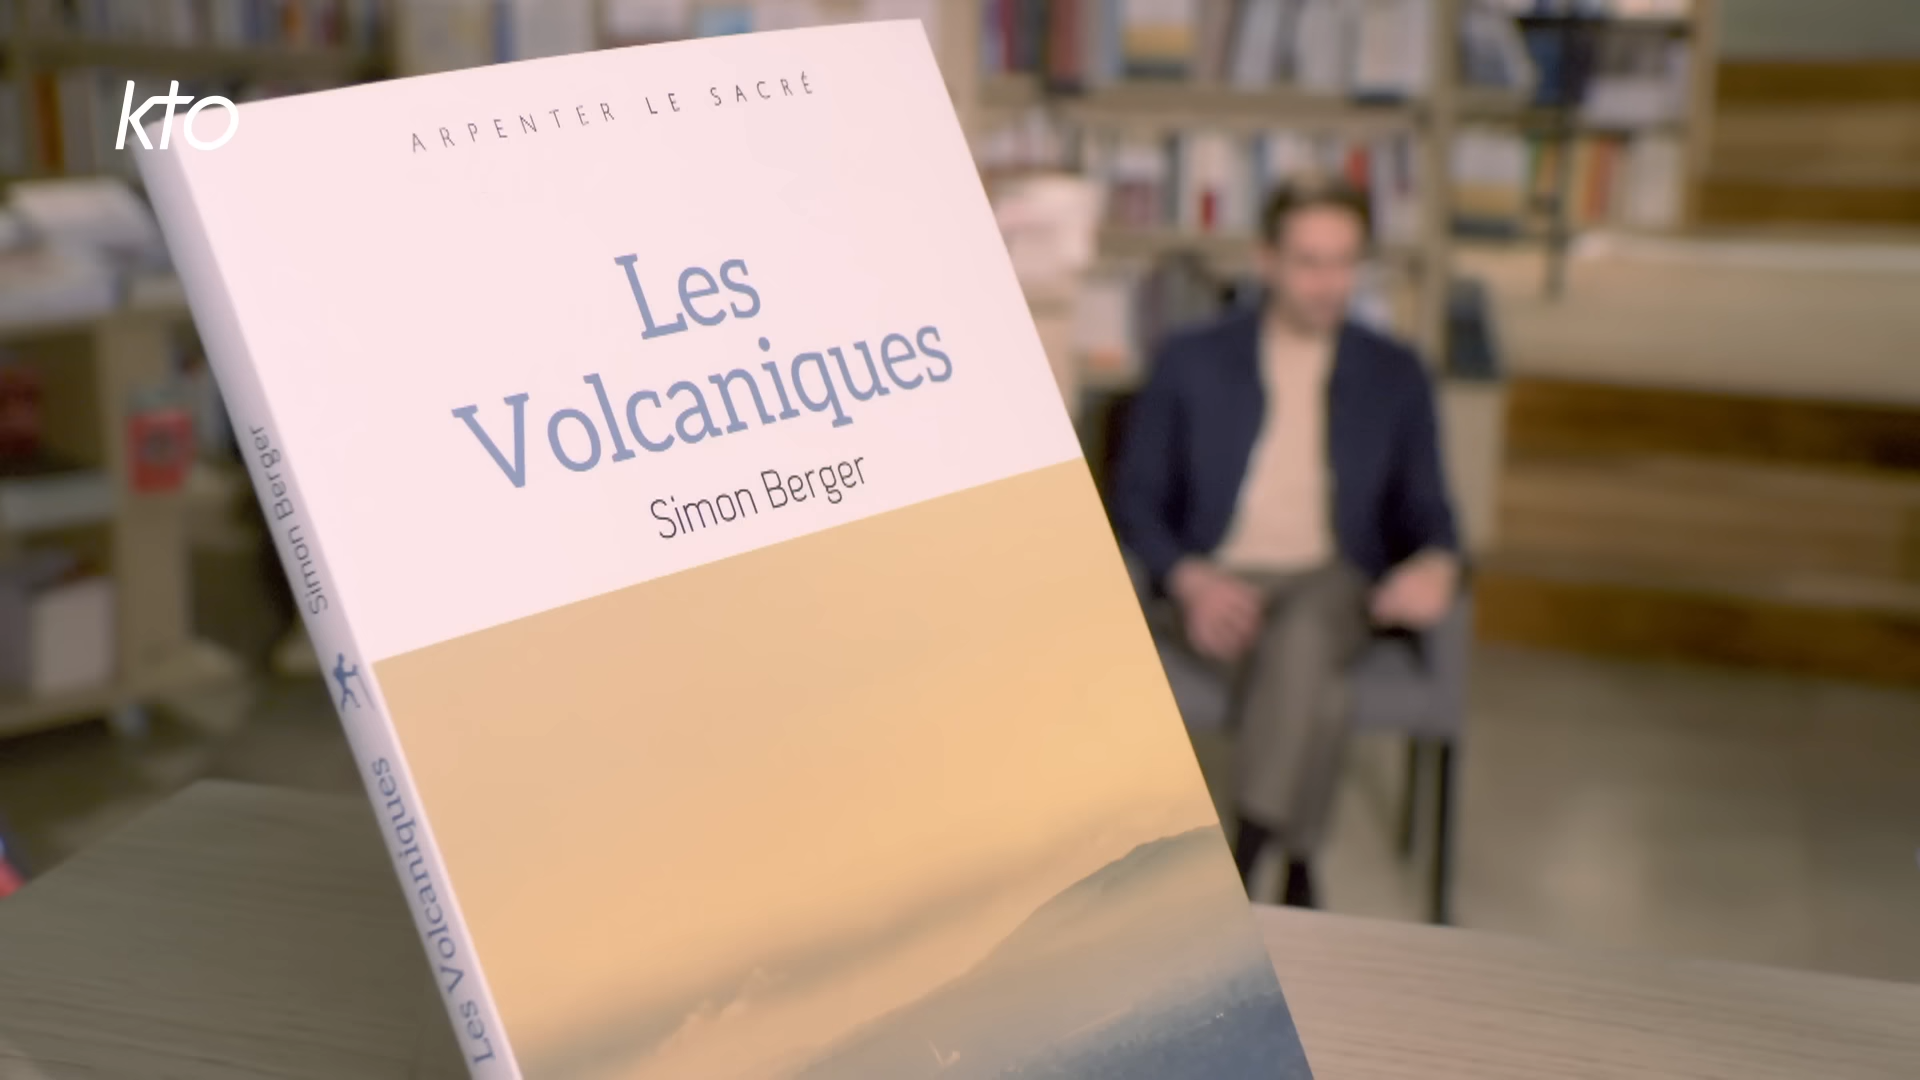 kto
ARPENTER LE SACRÉ
Les
Volcaniques
Simon Berger
Simon Berger
Les Volcaniques